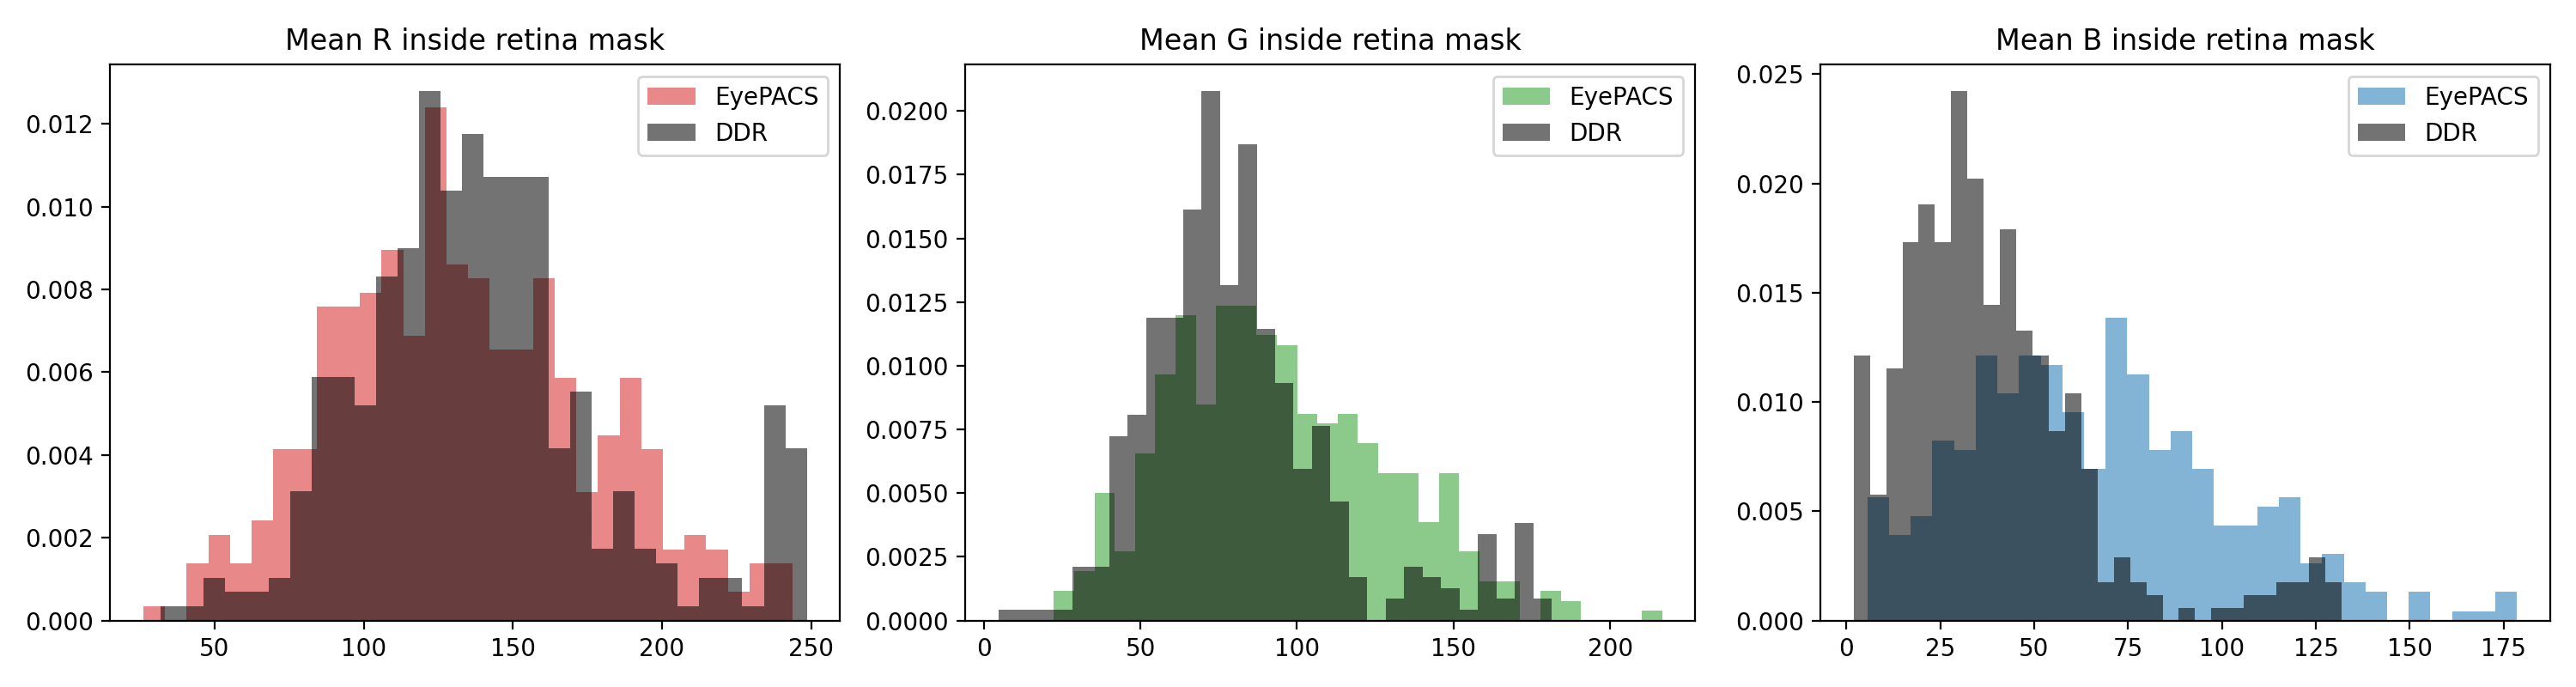 Mean R inside retina mask
EyePACS
DDR
0.012
0.010
0.008
0.006
0.004
0.002
0.000
50 100 150 200 250
Mean G inside retina mask
EyePACS
DDR
0.0200
0.0175
0.0150
0.0125
0.0100
0.0075
0.0050
0.0025
0.0000
0 50 100 150 200
Mean B inside retina mask
EyePACS
DDR
0.025
0.020
0.015
0.010
0.005
0.000
0 25 50 75 100 125 150 175